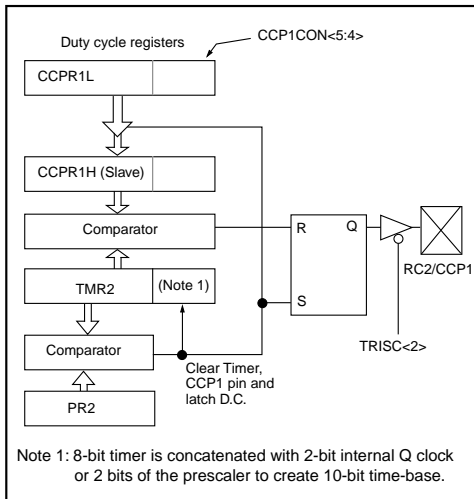 Duty cycle registers
CCP1CON<5:4>
CCPR1L
CCPR1H (Slave)
Comparator
R
Q
RC2/CCP1
TMR2
(Note 1)
S
TRISC<2>
Comparator
Clear Timer,
CCP1 pin and
latch D.C.
PR2
Note 1: 8-bit timer is concatenated with 2-bit internal Q clock
or 2 bits of the prescaler to create 10-bit time-base.